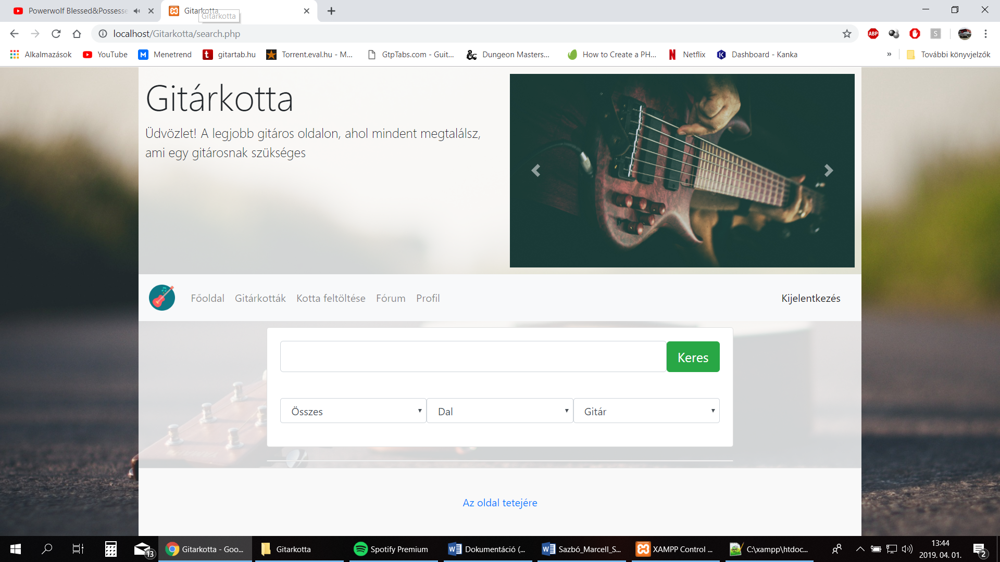 Powerwolf Blessed&Possesse
Gitarkotta
Gitarkotta
localhost/Gitarkotta/search.php
ABP
S
Alkalmazások
YouTube
Menetrend
gitartab.hu
Torrent.eval.hu - M...
GtpTabs.com - Guit...
Dungeon Masters...
How to Create a PH...
Netflix
Dashboard - Kanka
»
További könyvjelzők
Gitárkotta
Üdvözlet! A legjobb gitáros oldalon, ahol mindent megtalálsz,
ami egy gitárosnak szükséges
Főoldal
Gitárkották
Kotta feltöltése
Fórum
Profil
Kijelentkezés
Keres
Összes
Dal
Gitár
Az oldal tetejére
13
Gitarkotta - Goo...
Gitarkotta
Spotify Premium
Dokumentáció (...
Sazbó_Marcell_S...
XAMPP Control ...
C:\xampp\htdoc...
13:44
2019. 04. 01.
2